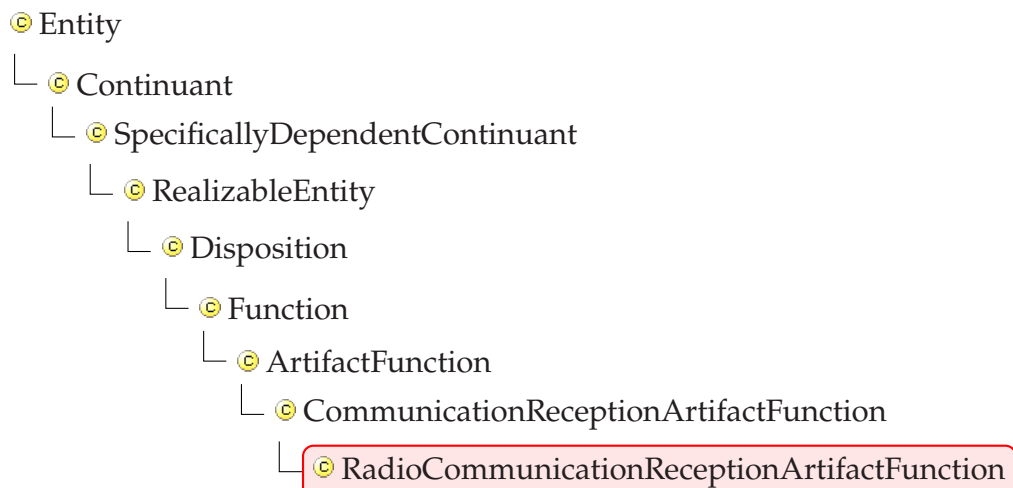 Entity
Continuant
SpecificallyDependentContinuant
RealizableEntity
Disposition
Function
ArtifactFunction
CommunicationReceptionArtifactFunction
RadioCommunicationReceptionArtifactFunction